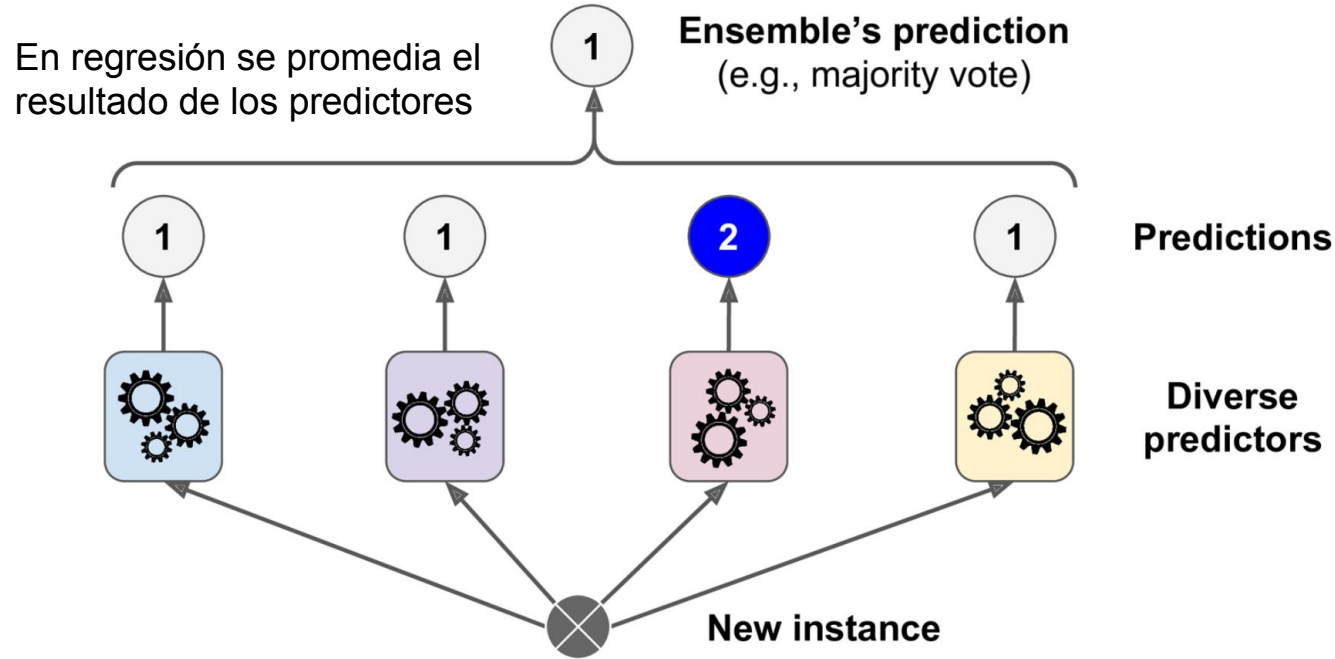 En regresión se promedia el
resultado de los predictores
1
Ensemble's prediction
(e.g., majority vote)
1
1
2
1
Predictions
Diverse
predictors
New instance